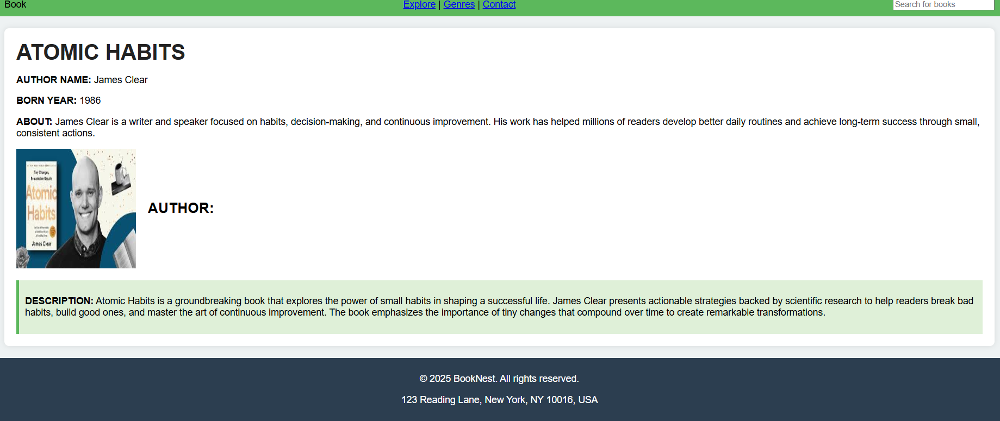 Book
Explore | Genres | Contact
Search for books
ATOMIC HABITS
AUTHOR NAME: James Clear
BORN YEAR: 1986
ABOUT: James Clear is a writer and speaker focused on habits, decision-making, and continuous improvement. His work has helped millions of readers develop better daily routines and achieve long-term success through small,
consistent actions.
Tiny Changes,
Remarkable Results
Atomic
Habits
James Clear
AUTHOR:
DESCRIPTION: Atomic Habits is a groundbreaking book that explores the power of small habits in shaping a successful life. James Clear presents actionable strategies backed by scientific research to help readers break bad
habits, build good ones, and master the art of continuous improvement. The book emphasizes the importance of tiny changes that compound over time to create remarkable transformations.
© 2025 BookNest. All rights reserved.
123 Reading Lane, New York, NY 10016, USA